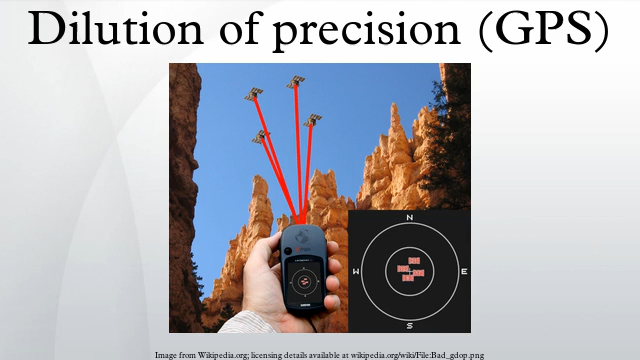 Dilution of precision (GPS)
N
W E
S
Image from Wikipedia.org; licensing details available at wikipedia.org/wiki/File:Bad_gdop.png